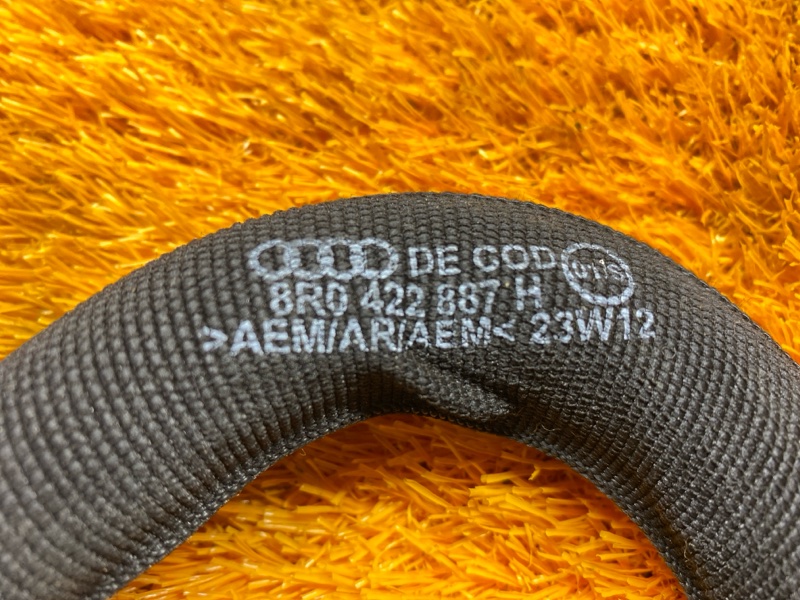 DE COD
8R0 422 887 H
>AEM/AR/AEM< 23W12